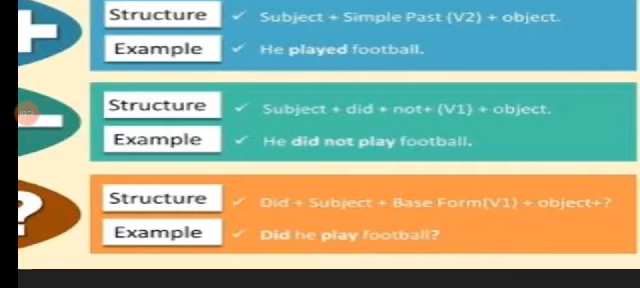 Structure ✓ Subject + Simple Past (V2) + object.
Example ✓ He played football.
Structure ✓ Subject + did + not+ (V1) + object.
Example ✓ He did not play football.
Structure ✓ Did + Subject + Base Form(V1) + object+?
Example ✓ Did he play football?